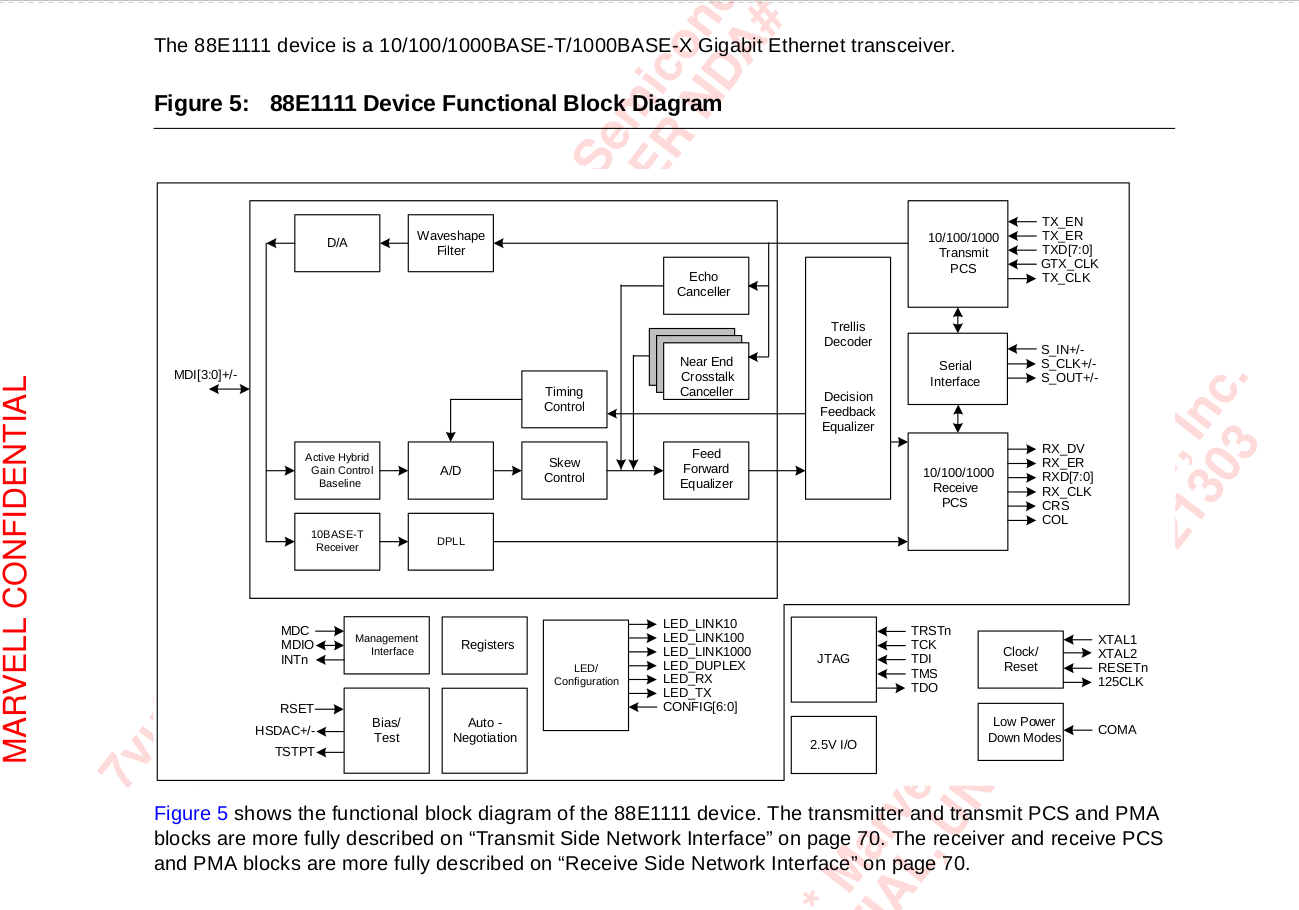 The 88E1111 device is a 10/100/1000BASE-T/1000BASE-X Gigabit Ethernet transceiver.
Figure 5: 88E1111 Device Functional Block Diagram
D/A
Waveshape
Filter
10/100/1000
Transmit
PCS
TX_EN
TX_ER
TXD[7:0]
GTX_CLK
TX_CLK
Echo
Canceller
Near End
Crosstalk
Canceller
Trellis
Decoder
Decision
Feedback
Equalizer
Serial
Interface
S_IN+/-
S_CLK+/-
S_OUT+/-
MDI[3:0]+/-
Timing
Control
Active Hybrid
Gain Control
Baseline
A/D
Skew
Control
Feed
Forward
Equalizer
10/100/1000
Receive
PCS
RX_DV
RX_ER
RXD[7:0]
RX_CLK
CRS
COL
10BASE-T
Receiver
DPLL
MDC
MDIO
INTn
Management
Interface
Registers
LED/
Configuration
LED_LINK10
LED_LINK100
LED_LINK1000
LED_DUPLEX
LED_RX
LED_TX
CONFIG[6:0]
JTAG
TRSTn
TCK
TDI
TMS
TDO
Clock/
Reset
XTAL1
XTAL2
RESETn
125CLK
RSET
HSDAC+/-
TSTPT
Bias/
Test
Auto -
Negotiation
2.5V I/O
Low Power
Down Modes
COMA
Figure 5 shows the functional block diagram of the 88E1111 device. The transmitter and transmit PCS and PMA
blocks are more fully described on “Transmit Side Network Interface” on page 70. The receiver and receive PCS
and PMA blocks are more fully described on “Receive Side Network Interface” on page 70.
MARVELL CONFIDENTIAL